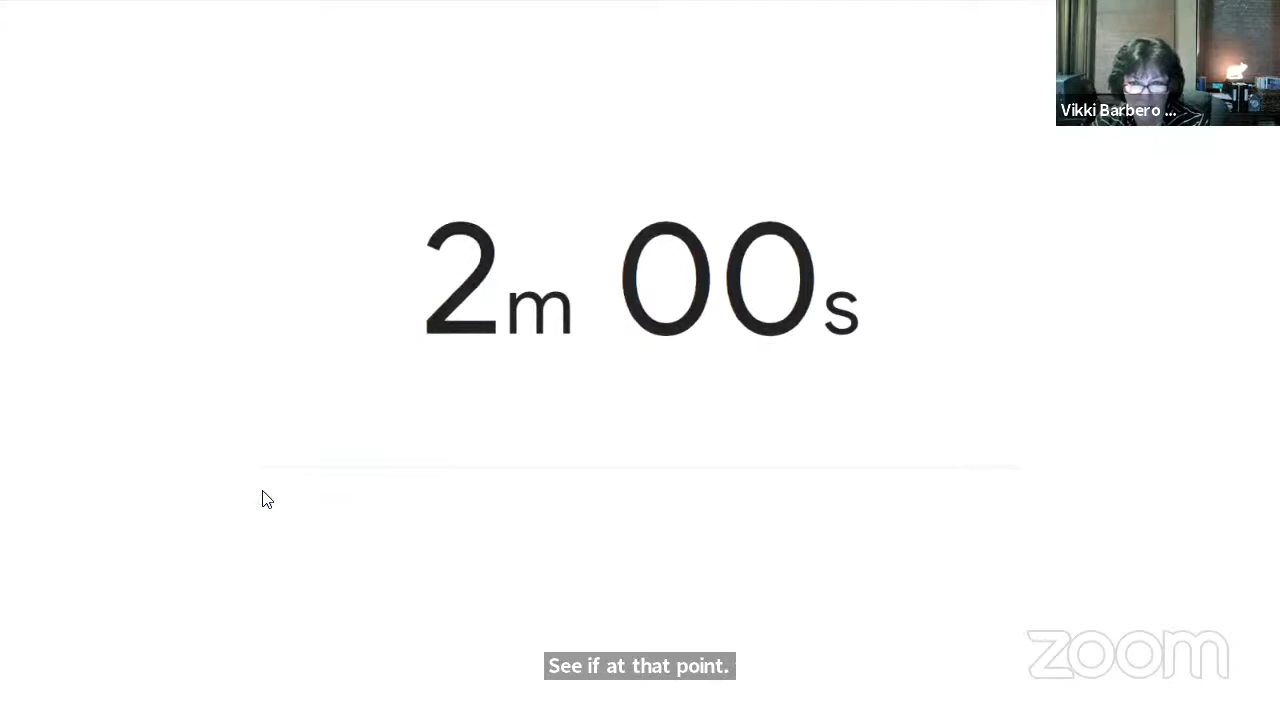 Vikki Barbero ...
2m 00s
See if at that point.
zoom